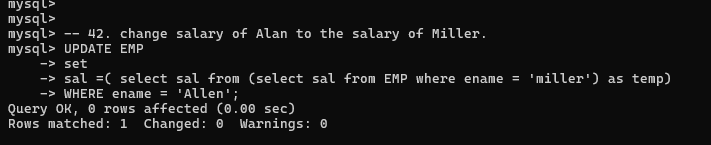 mysql>
mysql>
mysql> -- 42. change salary of Alan to the salary of Miller.
mysql> UPDATE EMP
    -> set
    -> sal =( select sal from (select sal from EMP where ename = 'miller') as temp)
    -> WHERE ename = 'Allen';
Query OK, 0 rows affected (0.00 sec)
Rows matched: 1  Changed: 0  Warnings: 0